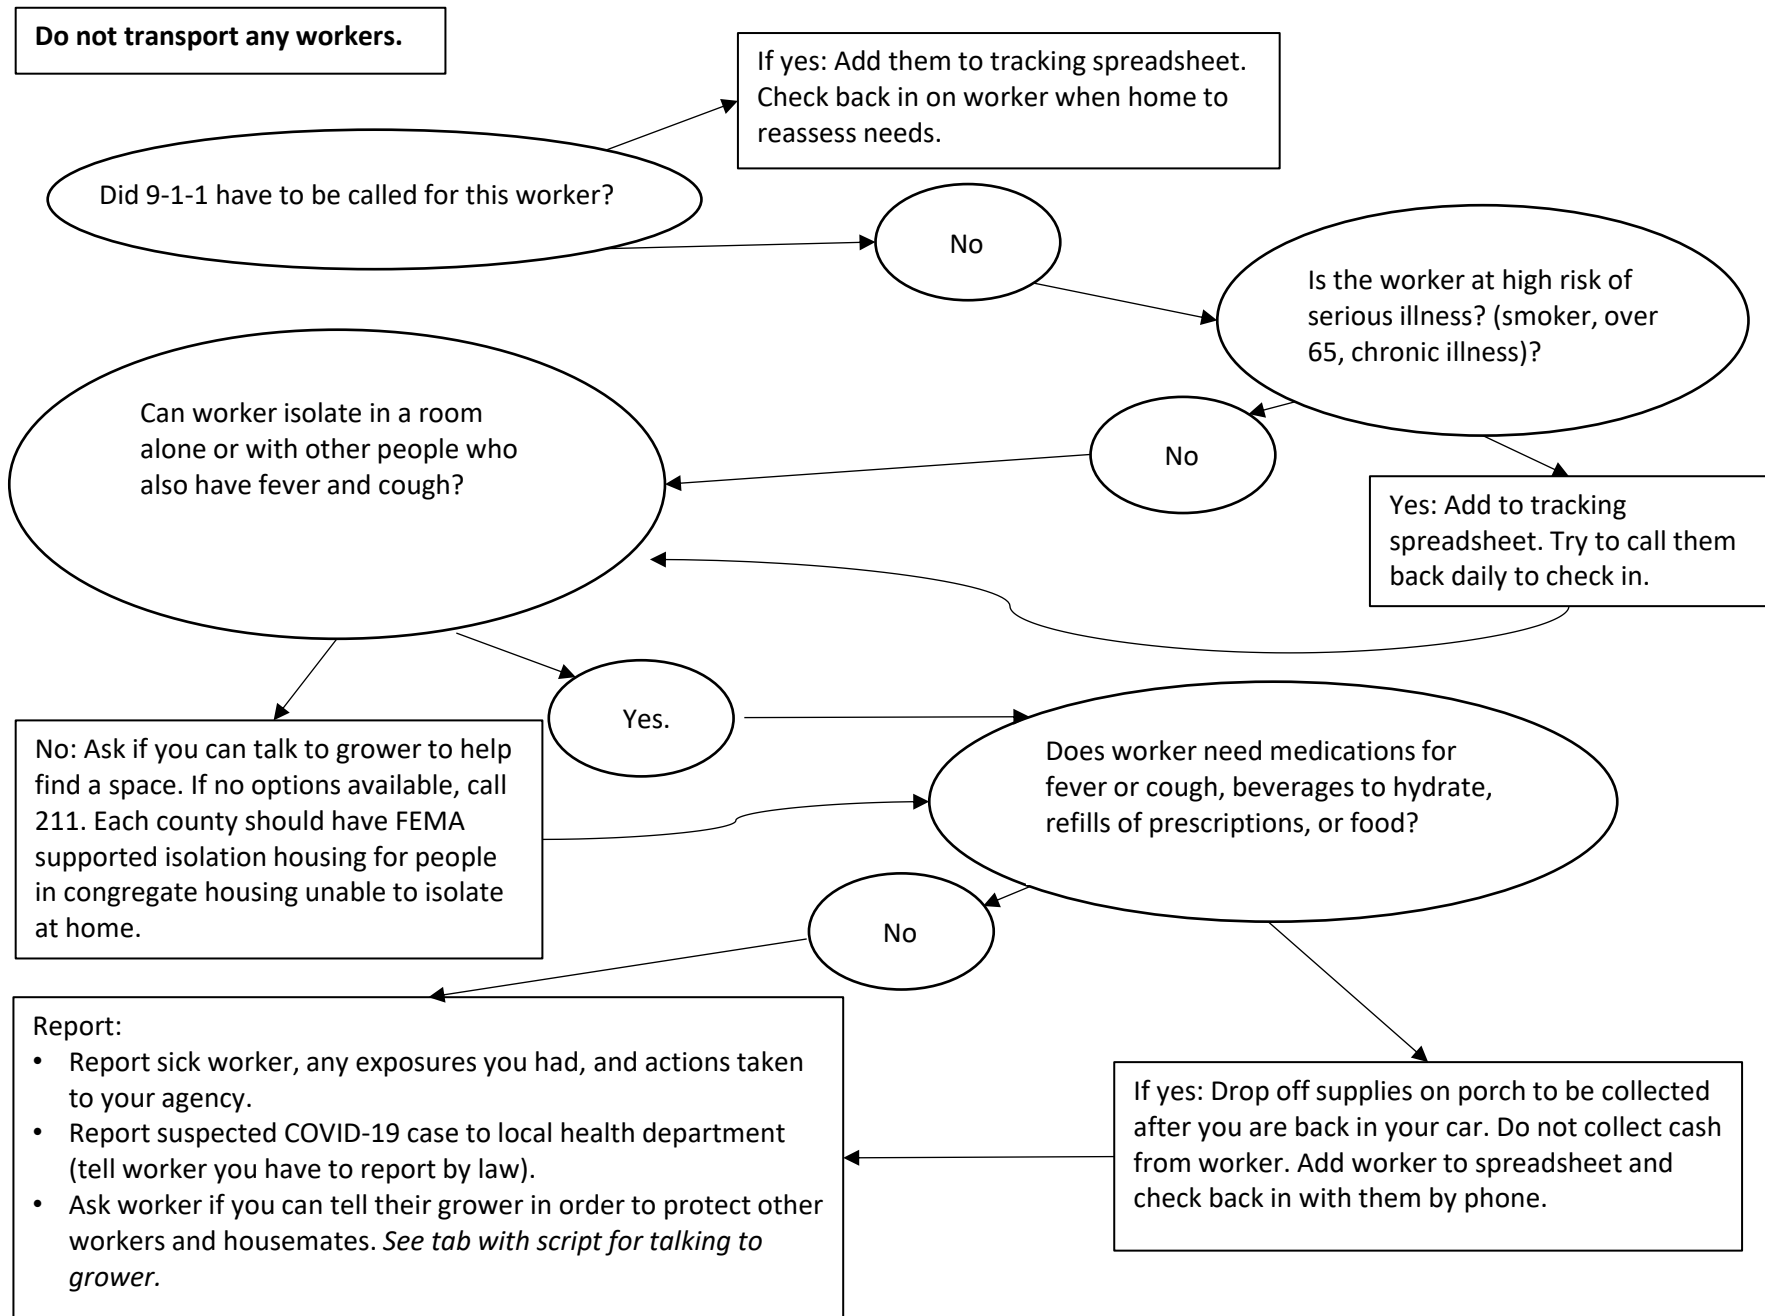 Do not transport any workers.
If yes: Add them to tracking spreadsheet.
Check back in on worker when home to
reassess needs.
Did 9-1-1 have to be called for this worker?
No
Is the worker at high risk of
serious illness? (smoker, over
65, chronic illness)?
No
Can worker isolate in a room
alone or with other people who
also have fever and cough?
Yes: Add to tracking
spreadsheet. Try to call them
back daily to check in.
Yes.
No: Ask if you can talk to grower to help
find a space. If no options available, call
211. Each county should have FEMA
supported isolation housing for people
in congregate housing unable to isolate
at home.
Does worker need medications for
fever or cough, beverages to hydrate,
refills of prescriptions, or food?
No
Report:
• Report sick worker, any exposures you had, and actions taken
to your agency.
• Report suspected COVID-19 case to local health department
(tell worker you have to report by law).
• Ask worker if you can tell their grower in order to protect other
workers and housemates. See tab with script for talking to
grower.
If yes: Drop off supplies on porch to be collected
after you are back in your car. Do not collect cash
from worker. Add worker to spreadsheet and
check back in with them by phone.